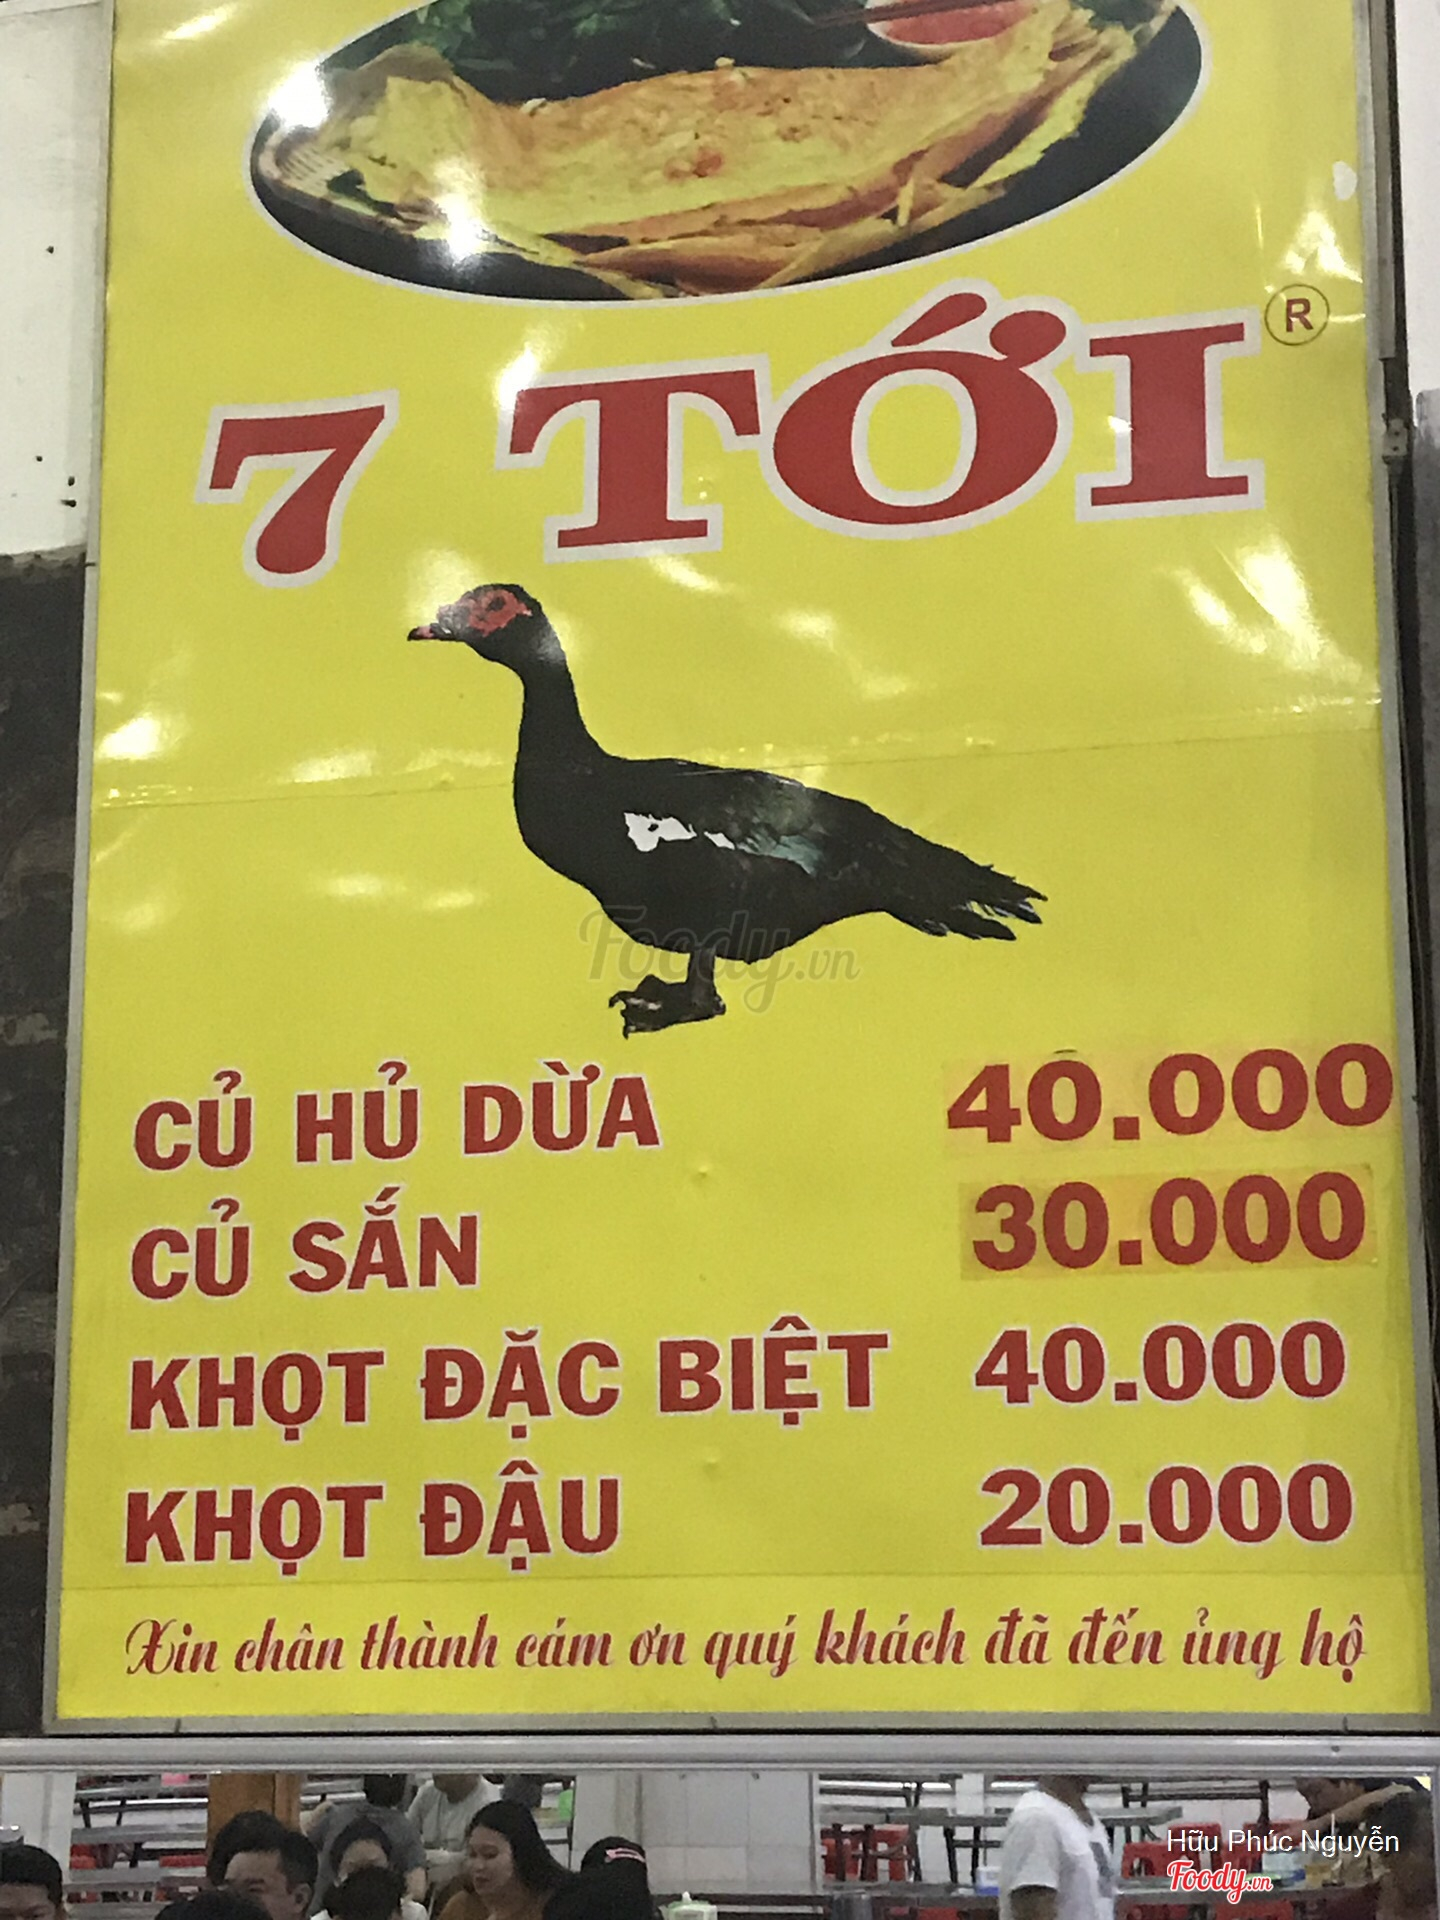 7 TỚI ®
Foody.vn
CỦ HỦ DỪA 40.000
CỦ SẮN 30.000
KHỌT ĐẶC BIỆT 40.000
KHỌT ĐẬU 20.000
Xin chân thành cám ơn quý khách đã đến ủng hộ
Hữu Phúc Nguyễn
Foody.vn